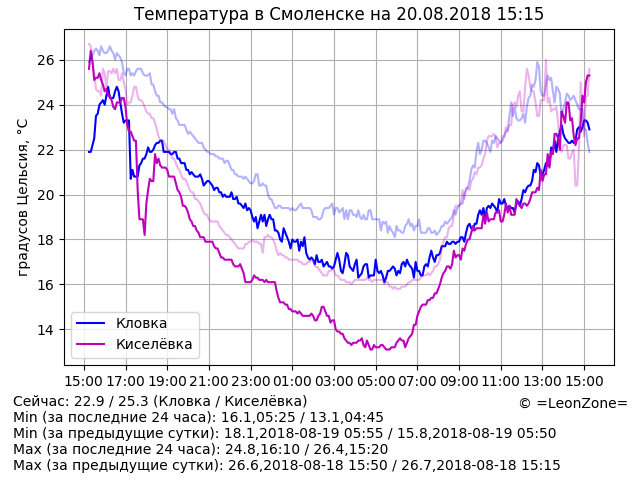 Температура в Смоленске на 20.08.2018 15:15
градусов Цельсия, °C
26
24
22
20
18
16
14
Кловка
Киселёвка
15:00 17:00 19:00 21:00 23:00 01:00 03:00 05:00 07:00 09:00 11:00 13:00 15:00
Сейчас: 22.9 / 25.3 (Кловка / Киселёвка)
© =LeonZone=
Min (за последние 24 часа): 16.1,05:25 / 13.1,04:45
Min (за предыдущие сутки): 18.1,2018-08-19 05:55 / 15.8,2018-08-19 05:50
Max (за последние 24 часа): 24.8,16:10 / 26.4,15:20
Max (за предыдущие сутки): 26.6,2018-08-18 15:50 / 26.7,2018-08-18 15:15